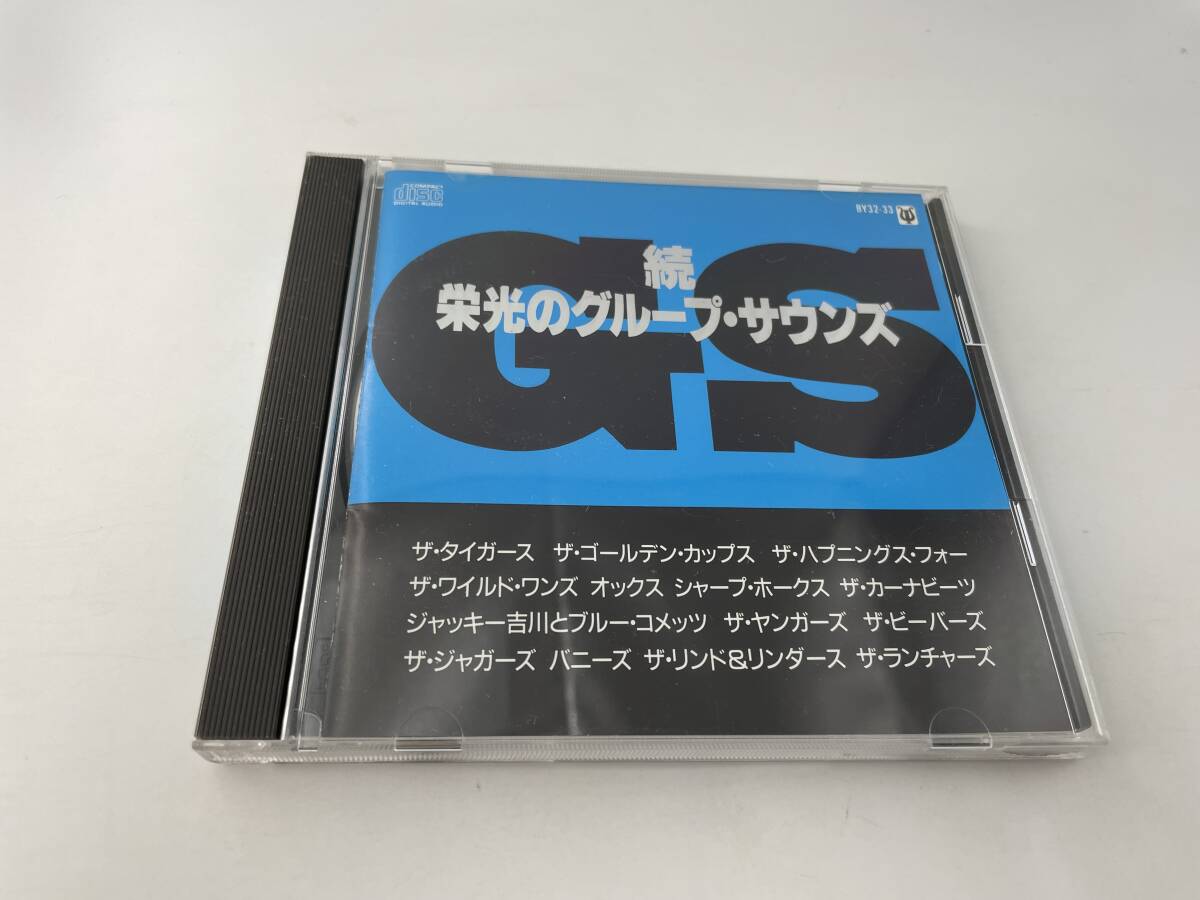 COMPACT
disc
DIGITAL AUDIO
BY32-33
GS
続
栄光のグループ・サウンズ
ザ・タイガース ザ・ゴールデン・カップス ザ・ハプニングス・フォー
ザ・ワイルド・ワンズ オックス シャープ・ホークス ザ・カーナビーツ
ジャッキー吉川とブルー・コメッツ ザ・ヤンガーズ ザ・ビーバーズ
ザ・ジャガーズ バニーズ ザ・リンド&リンダース ザ・ランチャーズ